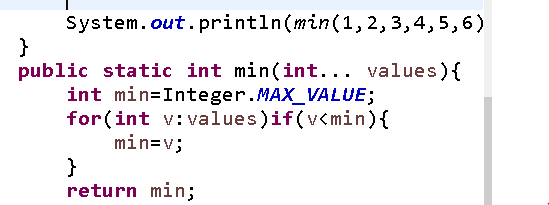 System.out.println(min(1,2,3,4,5,6)
}
public static int min(int... values){
int min=Integer.MAX_VALUE;
for(int v:values)if(v<min){
min=v;
}
return min;